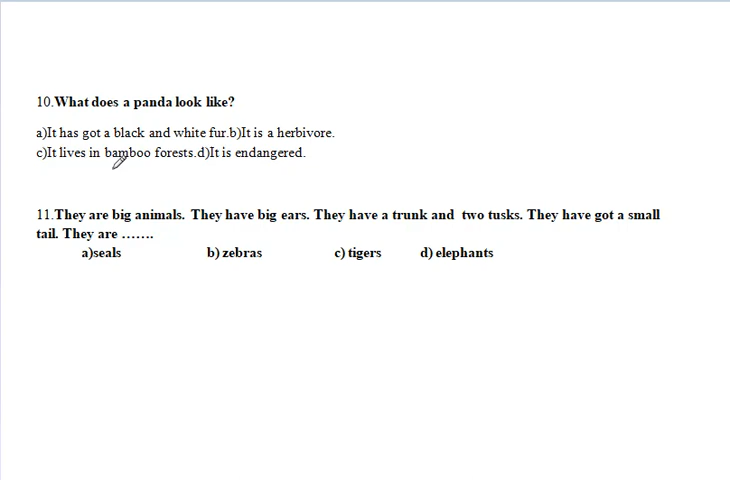 10.What does a panda look like?
a)It has got a black and white fur.b)It is a herbivore.
c)It lives in bamboo forests.d)It is endangered.
11.They are big animals. They have big ears. They have a trunk and two tusks. They have got a small
tail. They are .......
a)seals b) zebras c) tigers d) elephants